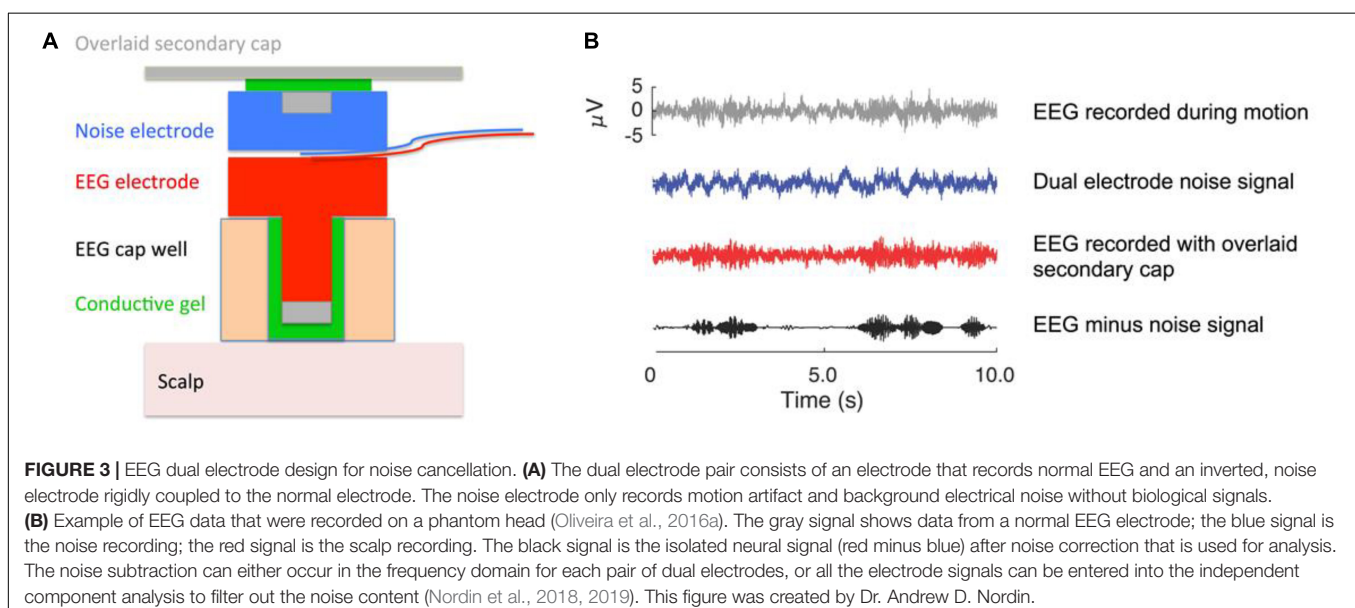 A
Overlaid secondary cap
Noise electrode
EEG electrode
EEG cap well
Conductive gel
Scalp
B
5
0
-5
µV
EEG recorded during motion
Dual electrode noise signal
EEG recorded with overlaid
secondary cap
EEG minus noise signal
0
5.0
10.0
Time (s)
FIGURE 3 | EEG dual electrode design for noise cancellation. (A) The dual electrode pair consists of an electrode that records normal EEG and an inverted, noise
electrode rigidly coupled to the normal electrode. The noise electrode only records motion artifact and background electrical noise without biological signals.
(B) Example of EEG data that were recorded on a phantom head (Oliveira et al., 2016a). The gray signal shows data from a normal EEG electrode; the blue signal is
the noise recording; the red signal is the scalp recording. The black signal is the isolated neural signal (red minus blue) after noise correction that is used for analysis.
The noise subtraction can either occur in the frequency domain for each pair of dual electrodes, or all the electrode signals can be entered into the independent
component analysis to filter out the noise content (Nordin et al., 2018, 2019). This figure was created by Dr. Andrew D. Nordin.